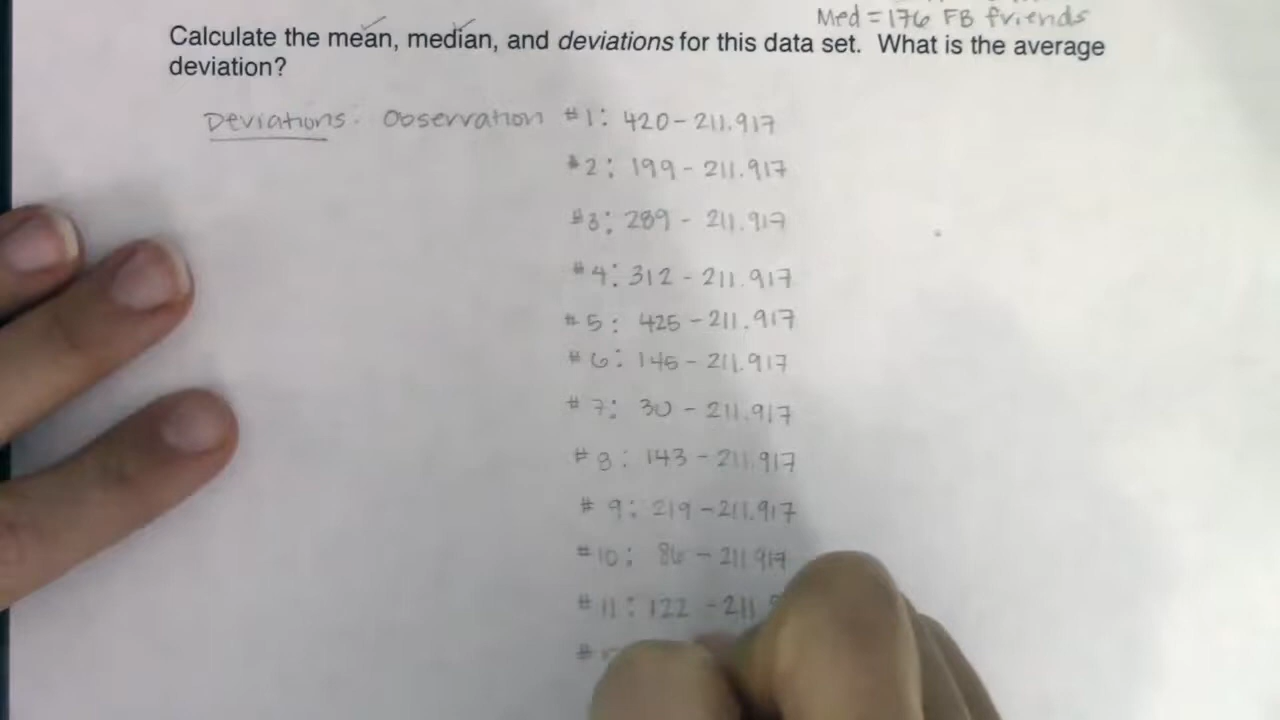 Med = 176 FB friends
Calculate the mean, median, and deviations for this data set. What is the average
deviation?
Deviations. Observation #1: 420 - 211.917
#2: 199 - 211.917
#3: 289 - 211.917
#4: 312 - 211.917
#5: 425 - 211.917
#6: 145 - 211.917
#7: 30 - 211.917
#8: 143 - 211.917
#9: 219 - 211.917
#10: 86 - 211.917
#11: 122 - 211